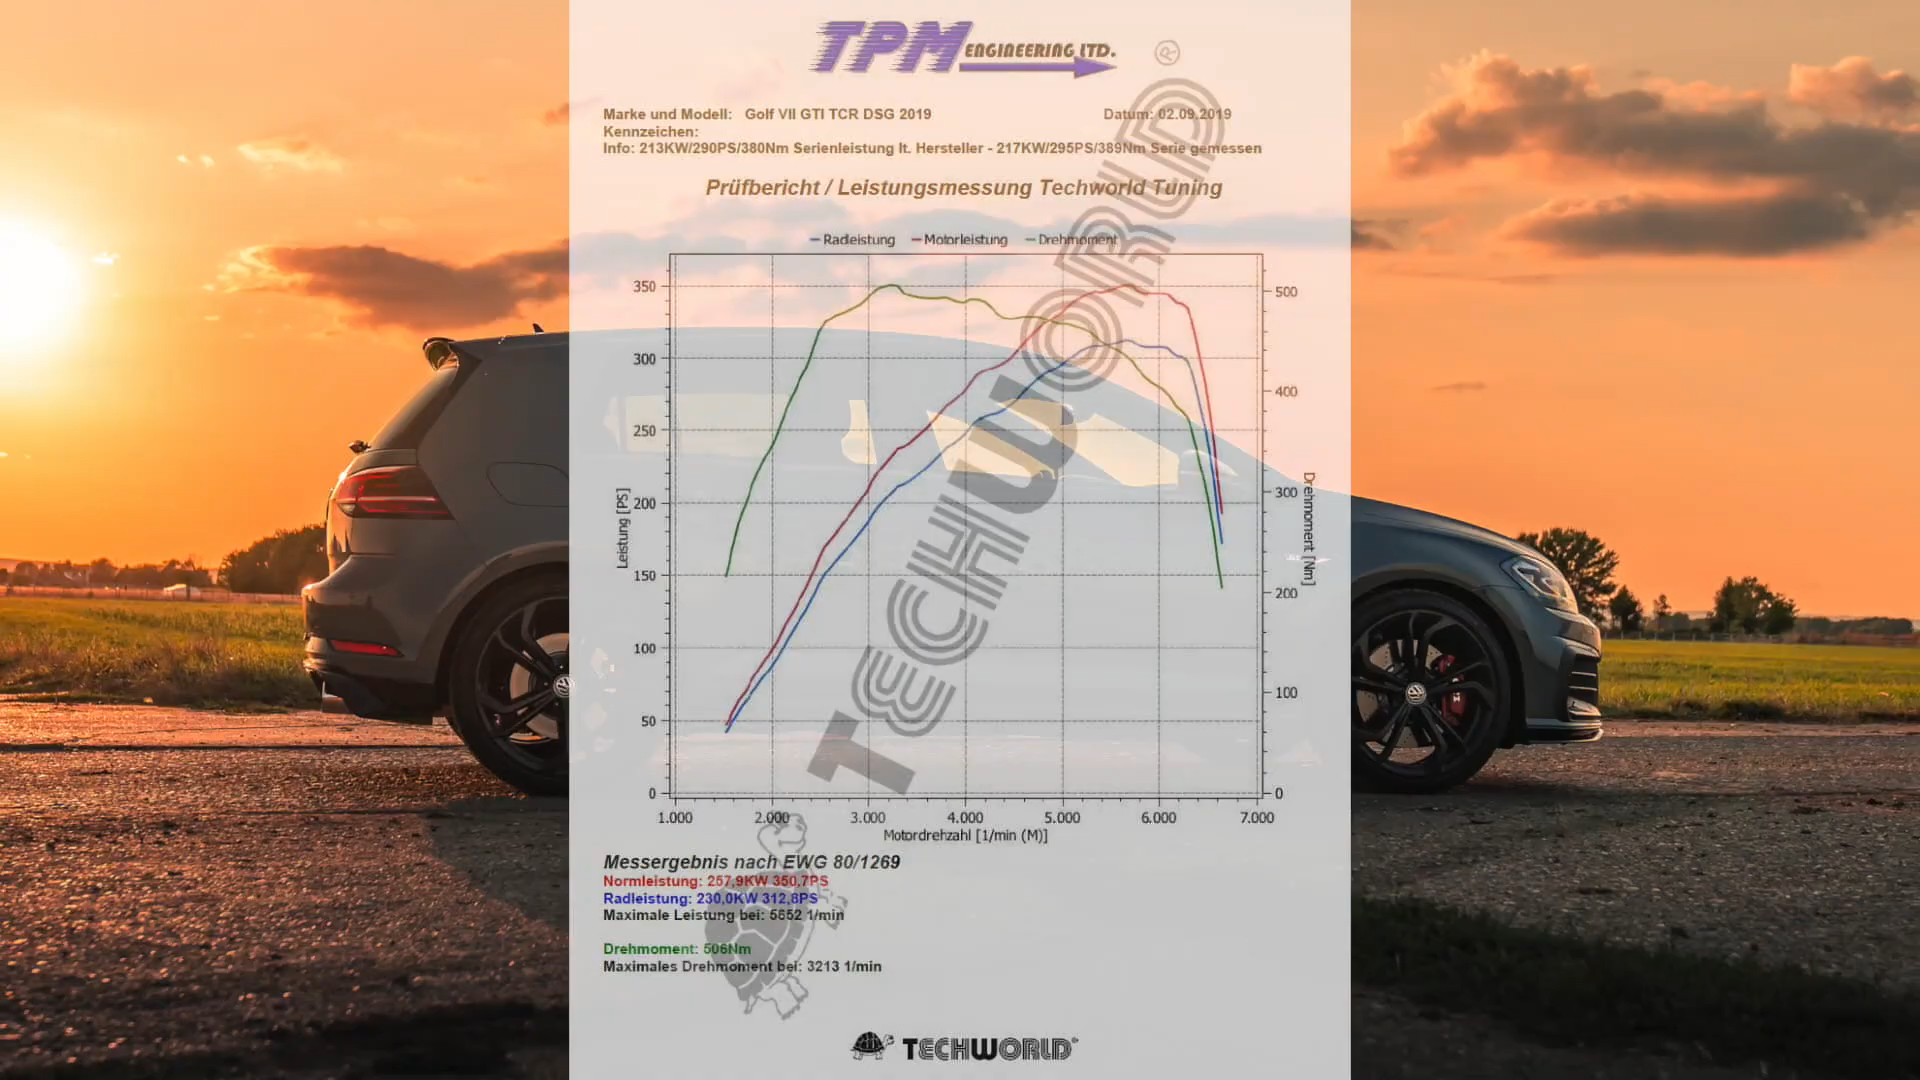 TPM ENGINEERING LTD.
®
Marke und Modell: Golf VII GTI TCR DSG 2019 Datum: 02.09.2019
Kennzeichen:
Info: 213KW/290PS/380Nm Serienleistung lt. Hersteller - 217KW/295PS/389Nm Serie gemessen
Prüfbericht / Leistungsmessung Techworld Tuning
Radleistung Motorleistung Drehmoment
350
300
250
200
150
100
50
0
Leistung [PS]
500
400
300
200
100
0
Drehmoment [Nm]
TECHWORLD
1.000 2.000 3.000 4.000 5.000 6.000 7.000
Motordrehzahl [1/min (M)]
Messergebnis nach EWG 80/1269
Normleistung: 257,9KW 350,7PS
Radleistung: 230,0KW 312,8PS
Maximale Leistung bei: 5652 1/min
Drehmoment: 506Nm
Maximales Drehmoment bei: 3213 1/min
TECHWORLD